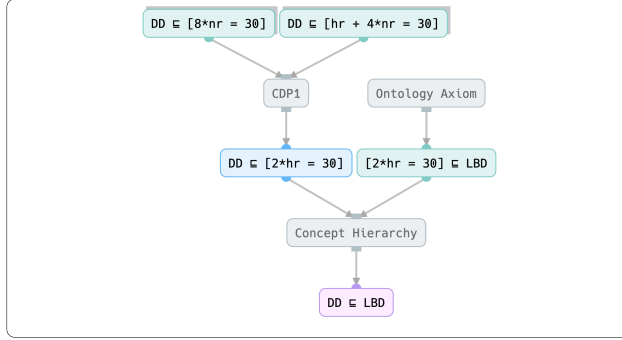 DD ⊑ [8*nr = 30] DD ⊑ [hr + 4*nr = 30]
CDP1 Ontology Axiom
DD ⊑ [2*hr = 30] [2*hr = 30] ⊑ LBD
Concept Hierarchy
DD ⊑ LBD